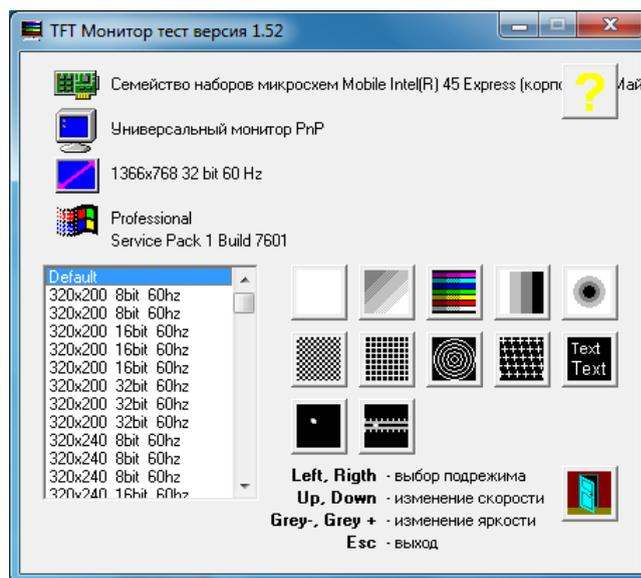 TFT Монитор тест версия 1.52
Семейство наборов микросхем Mobile Intel(R) 45 Express (корпо
Универсальный монитор PnP
1366x768 32 bit 60 Hz
Professional
Service Pack 1 Build 7601
Default
320x200 8bit 60hz
320x200 8bit 60hz
320x200 16bit 60hz
320x200 16bit 60hz
320x200 16bit 60hz
320x200 32bit 60hz
320x200 32bit 60hz
320x200 32bit 60hz
320x240 8bit 60hz
320x240 8bit 60hz
320x240 8bit 60hz
320x240 16bit 60hz
Text
Text
Left, Rigth - выбор подрежима
Up, Down - изменение скорости
Grey-, Grey + - изменение яркости
Esc - выход